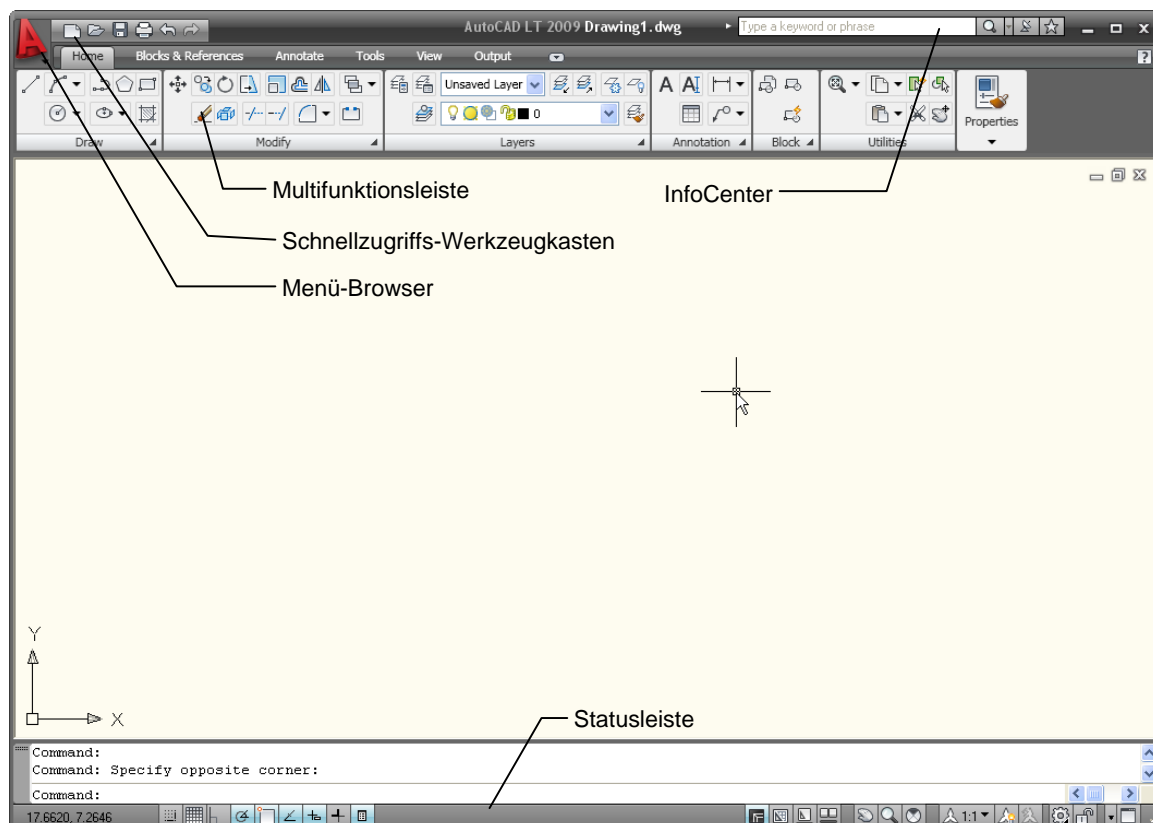 AutoCAD LT 2009 Drawing1.dwg
Type a keyword or phrase
Home Blocks & References Annotate Tools View Output
Unsaved Layer
0
Properties
Draw Modify Layers Annotation Block Utilities
Multifunktionsleiste
InfoCenter
Schnellzugriffs-Werkzeugkasten
Menü-Browser
Y
X
Statusleiste
Command:
Command: Specify opposite corner:
Command:
17.6620, 7.2646
1:1